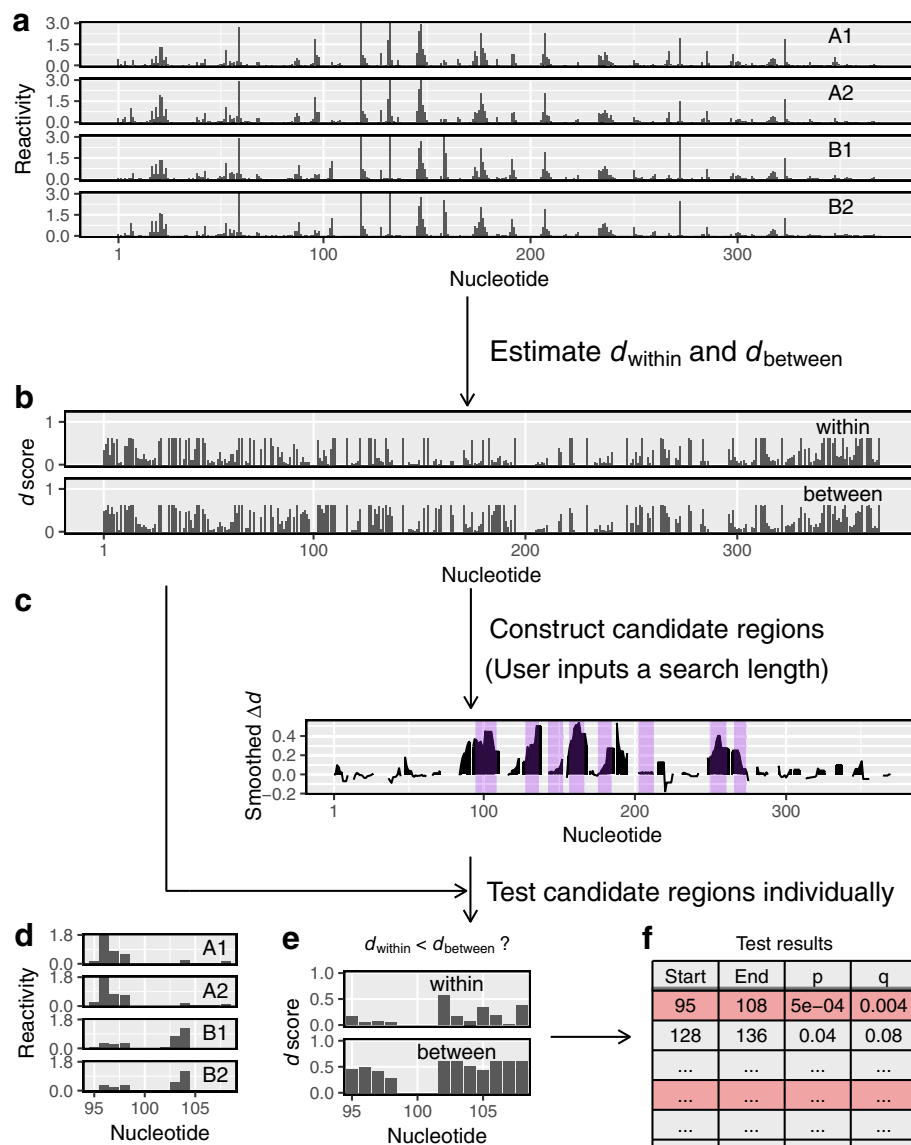 a
Reactivity
3.0
1.5
0.0
A1
3.0
1.5
0.0
A2
3.0
1.5
0.0
B1
3.0
1.5
0.0
B2
1 100 200 300
Nucleotide
Estimate dwithin and dbetween
b
d score
1
0
within
1
0
between
1 100 200 300
Nucleotide
c
Construct candidate regions
(User inputs a search length)
Smoothed Δd
0.4
0.2
0.0
−0.2
1 100 200 300
Nucleotide
Test candidate regions individually
d
Reactivity
1.8
0.0
A1
1.8
0.0
A2
1.8
0.0
B1
1.8
0.0
B2
95 100 105
Nucleotide
e
dwithin < dbetween ?
d score
1.0
0.5
0.0
within
1.0
0.5
0.0
between
95 100 105
Nucleotide
f
Test results
Start End p q
95 108 5e−04 0.004
128 136 0.04 0.08
... ... ... ...
... ... ... ...
... ... ... ...